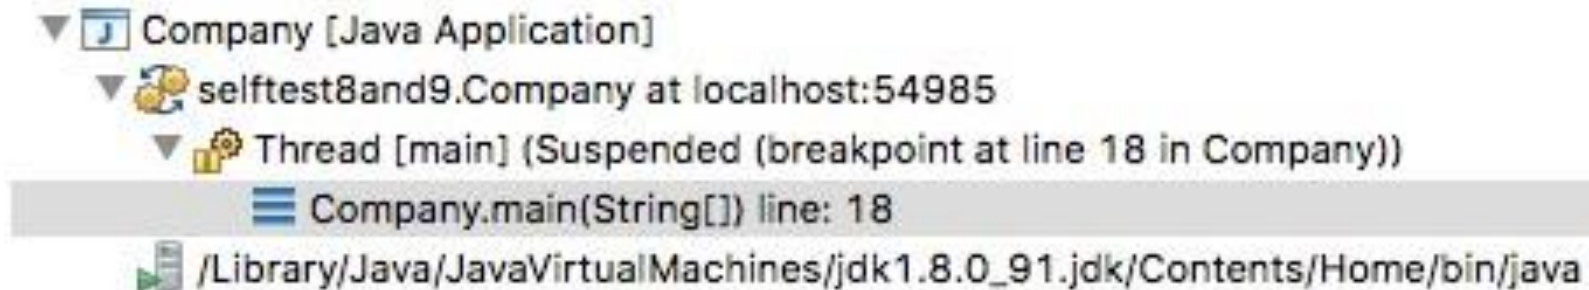 Company [Java Application]
selftest8and9.Company at localhost:54985
Thread [main] (Suspended (breakpoint at line 18 in Company))
Company.main(String[]) line: 18
/Library/Java/JavaVirtualMachines/jdk1.8.0_91.jdk/Contents/Home/bin/java